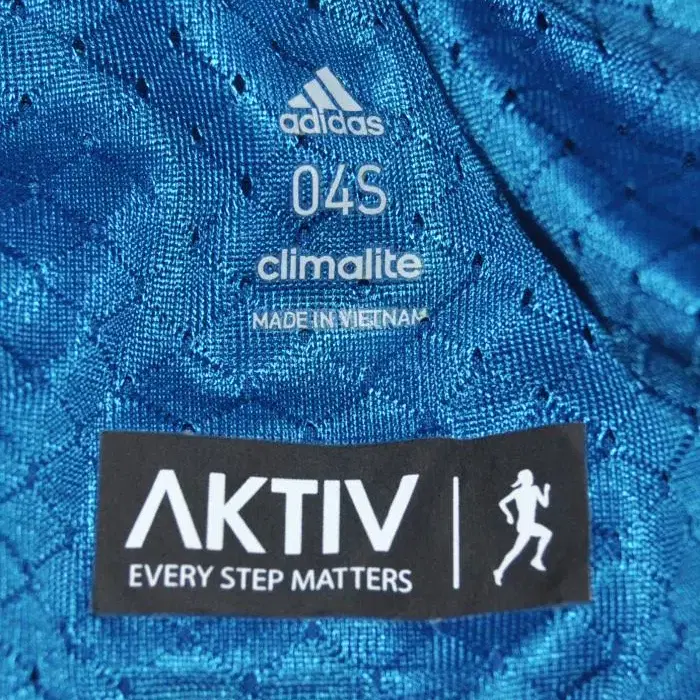 adidas
04S
climalite
MADE IN VIETNAM
AKTIV
EVERY STEP MATTERS